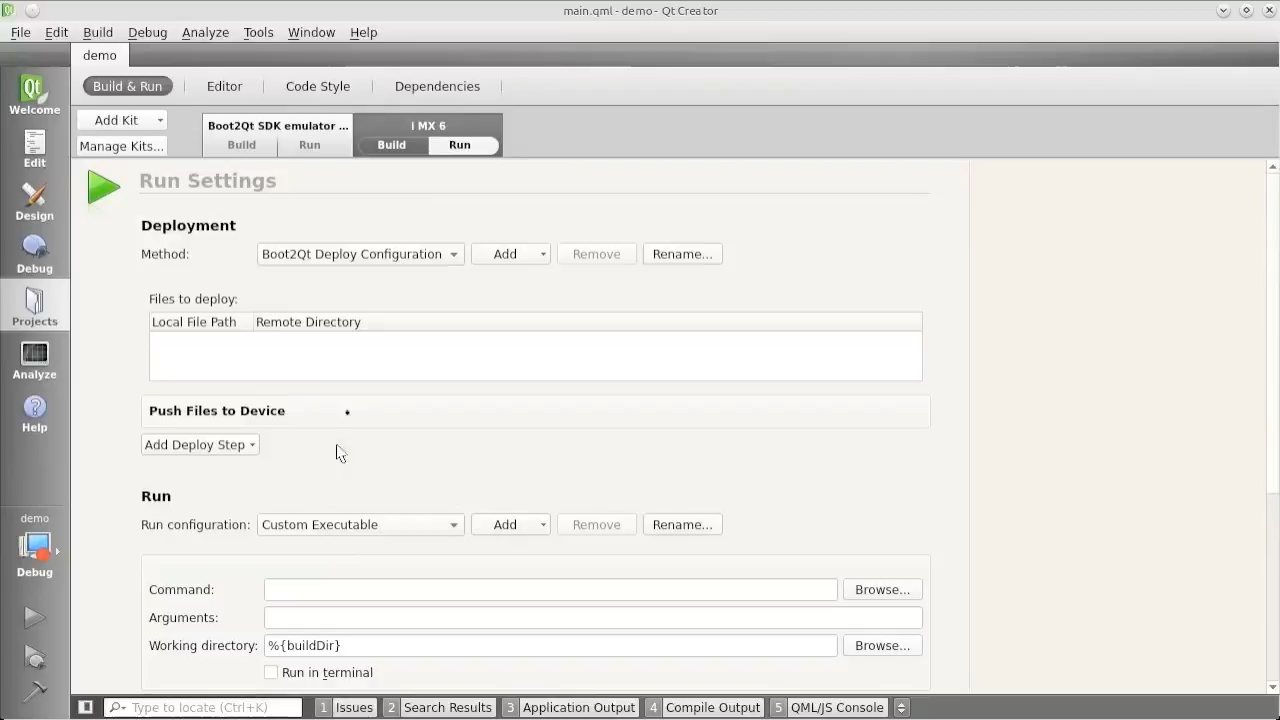 main.qml - demo - Qt Creator
File Edit Build Debug Analyze Tools Window Help
demo
Build & Run Editor Code Style Dependencies
Welcome
Edit
Design
Debug
Projects
Analyze
Help
demo
Debug
Add Kit
Manage Kits...
Boot2Qt SDK emulator ...
Build Run
I MX 6
Build Run
Run Settings
Deployment
Method: Boot2Qt Deploy Configuration Add Remove Rename...
Files to deploy:
Local File Path Remote Directory
Push Files to Device
Add Deploy Step
Run
Run configuration: Custom Executable Add Remove Rename...
Command: Browse...
Arguments:
Working directory: %{buildDir} Browse...
Run in terminal
Type to locate (Ctrl+K) 1 Issues 2 Search Results 3 Application Output 4 Compile Output 5 QML/JS Console